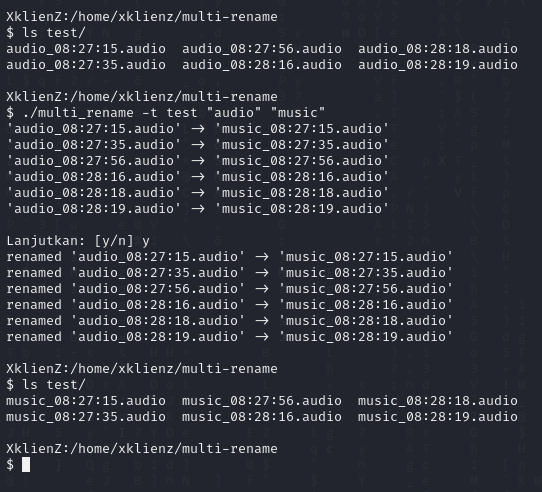 XklienZ:/home/xklienz/multi-rename
$ ls test/
audio_08:27:15.audio  audio_08:27:56.audio  audio_08:28:18.audio
audio_08:27:35.audio  audio_08:28:16.audio  audio_08:28:19.audio
XklienZ:/home/xklienz/multi-rename
$ ./multi_rename -t test "audio" "music"
'audio_08:27:15.audio' -> 'music_08:27:15.audio'
'audio_08:27:35.audio' -> 'music_08:27:35.audio'
'audio_08:27:56.audio' -> 'music_08:27:56.audio'
'audio_08:28:16.audio' -> 'music_08:28:16.audio'
'audio_08:28:18.audio' -> 'music_08:28:18.audio'
'audio_08:28:19.audio' -> 'music_08:28:19.audio'
Lanjutkan: [y/n] y
renamed 'audio_08:27:15.audio' -> 'music_08:27:15.audio'
renamed 'audio_08:27:35.audio' -> 'music_08:27:35.audio'
renamed 'audio_08:27:56.audio' -> 'music_08:27:56.audio'
renamed 'audio_08:28:16.audio' -> 'music_08:28:16.audio'
renamed 'audio_08:28:18.audio' -> 'music_08:28:18.audio'
renamed 'audio_08:28:19.audio' -> 'music_08:28:19.audio'
XklienZ:/home/xklienz/multi-rename
$ ls test/
music_08:27:15.audio  music_08:27:56.audio  music_08:28:18.audio
music_08:27:35.audio  music_08:28:16.audio  music_08:28:19.audio
XklienZ:/home/xklienz/multi-rename
$